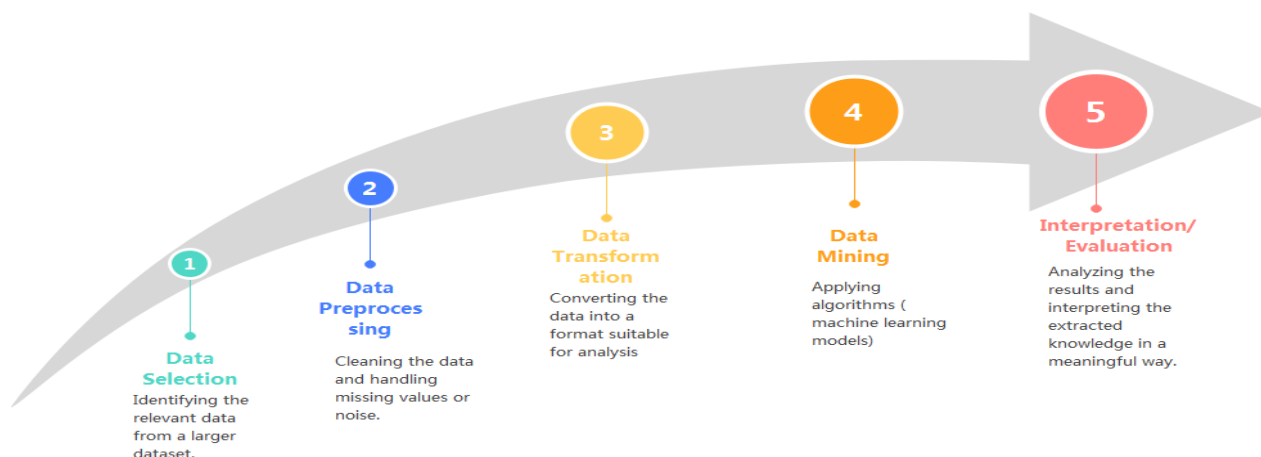 1
Data
Selection
Identifying the
relevant data
from a larger
dataset.
2
Data
Preproces
sing
Cleaning the data
and handling
missing values or
noise.
3
Data
Transform
ation
Converting the
data into a
format suitable
for analysis
4
Data
Mining
Applying
algorithms (
machine learning
models)
5
Interpretation/
Evaluation
Analyzing the
results and
interpreting the
extracted
knowledge in a
meaningful way.